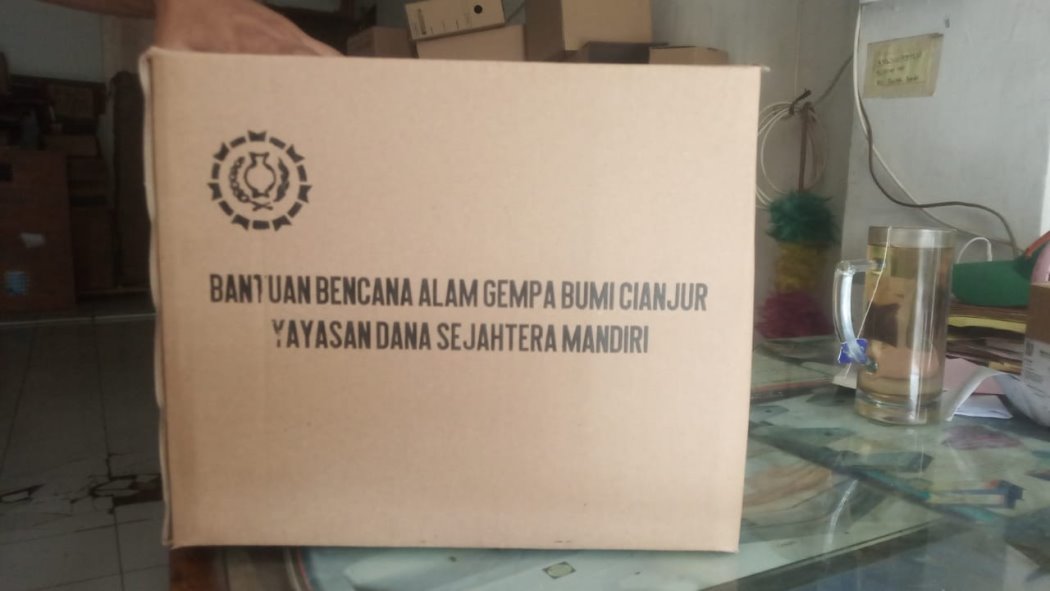 BANTUAN BENCANA ALAM GEMPA BUMI CIANJUR
YAYASAN DANA SEJAHTERA MANDIRI